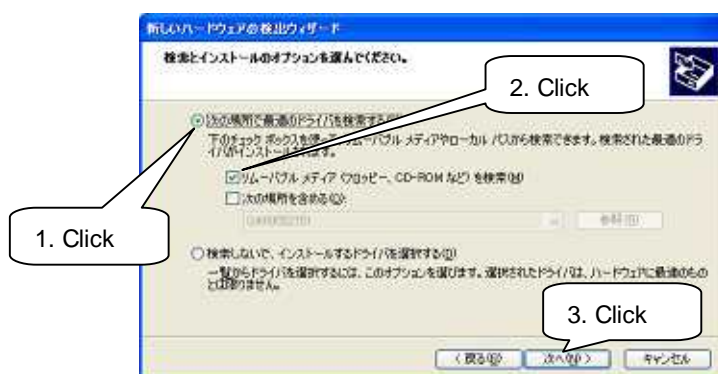 新しいハードウェアの検出ウィザード
検索とインストールのオプションを選んでください。
2. Click
次の場所で最適のドライバを検索する
下のチェック ボックスを使って、リムーバブル メディアやローカル パスから検索できます。検索された最適のドラ
イバがインストールされます。
リムーバブル メディア (フロッピー、CD-ROM など) を検索(M)
次の場所を含める(O):
参照(R)
1. Click
検索しないで、インストールするドライバを選択する(D)
一覧からドライバを選択するには、このオプションを選びます。選択されたドライバは、ハードウェアに最適のもの
とは限りません。
3. Click
< 戻る(B)
次へ(N) >
キャンセル